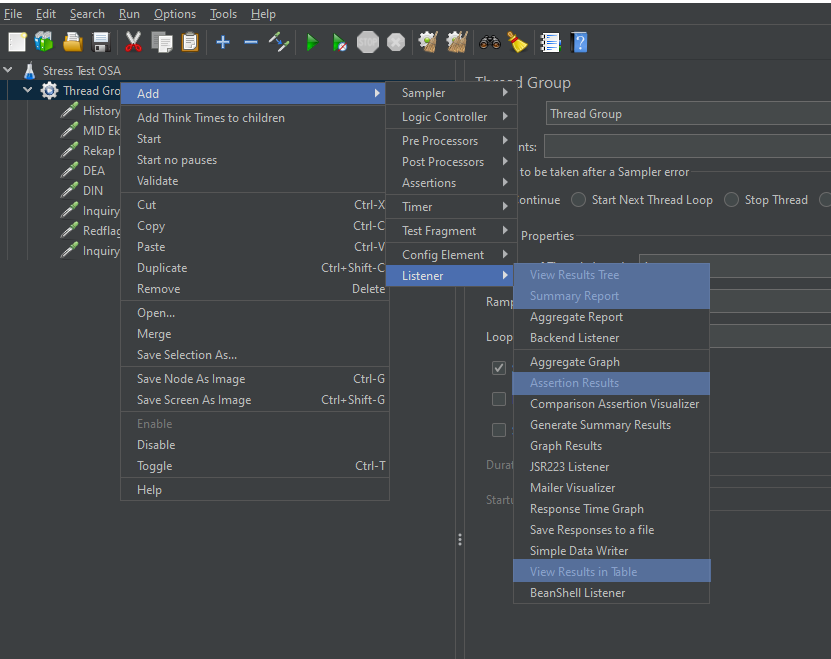 File Edit Search Run Options Tools Help
STOP
Stress Test OSA
Thread Gro
History
MID Ek
Rekap
DEA
DIN
Inquiry
Redflag
Inquiry
Add
Add Think Times to children
Start
Start no pauses
Validate
Cut Ctrl-X
Copy Ctrl-C
Paste Ctrl-V
Duplicate Ctrl+Shift-C
Remove Delete
Open...
Merge
Save Selection As...
Save Node As Image Ctrl-G
Save Screen As Image Ctrl+Shift-G
Enable
Disable
Toggle Ctrl-T
Help
Sampler
Logic Controller
Pre Processors
Post Processors
Assertions
Timer
Test Fragment
Config Element
Listener
View Results Tree
Summary Report
Aggregate Report
Backend Listener
Aggregate Graph
Assertion Results
Comparison Assertion Visualizer
Generate Summary Results
Graph Results
JSR223 Listener
Mailer Visualizer
Response Time Graph
Save Responses to a file
Simple Data Writer
View Results in Table
BeanShell Listener
Thread Group
Thread Group
nts:
to be taken after a Sampler error
ontinue Start Next Thread Loop Stop Thread
Properties
Ramp
Loop
Durat
Startu